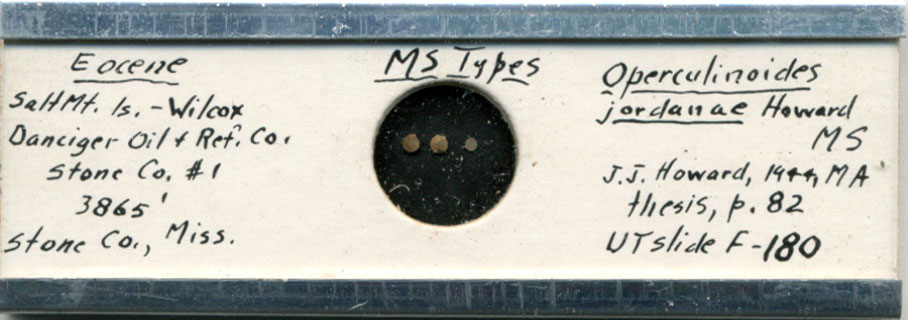 Eocene
Salt Mt. ls. - Wilcox
Danciger Oil + Ref. Co.
Stone Co. #1
3865'
Stone Co., Miss.
MS Types
Operculinoides
jordanae Howard
MS
J.J. Howard, 1944, MA
thesis, p. 82
UT slide F-180